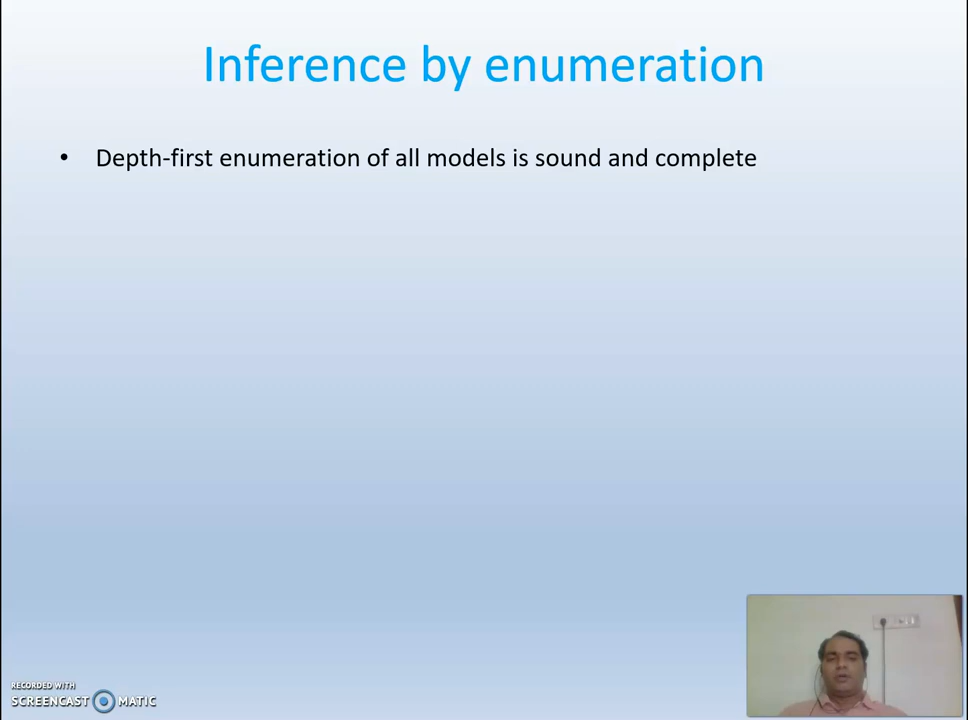 Inference by enumeration
• Depth-first enumeration of all models is sound and complete
RECORDED WITH
SCREENCAST MATIC